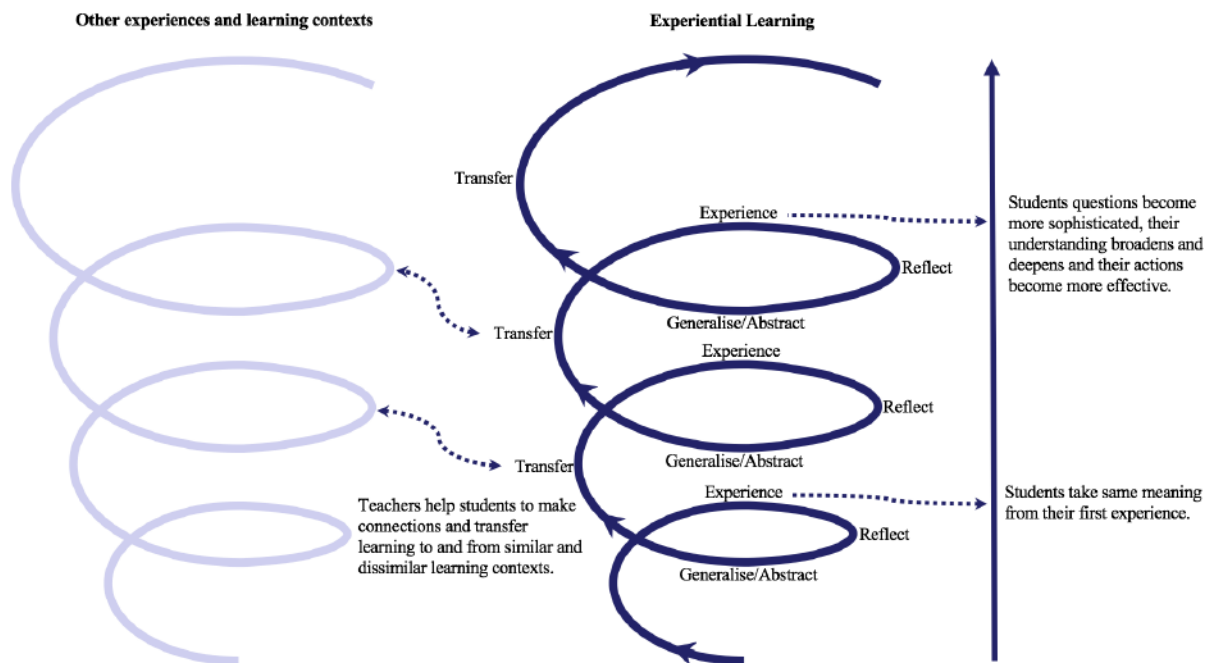 Other experiences and learning contexts
Experiential Learning
Transfer
Experience
Students questions become
more sophisticated, their
understanding broadens and
deepens and their actions
become more effective.
Reflect
Generalise/Abstract
Transfer
Experience
Reflect
Generalise/Abstract
Transfer
Experience
Students take same meaning
from their first experience.
Teachers help students to make
connections and transfer
learning to and from similar and
dissimilar learning contexts.
Reflect
Generalise/Abstract